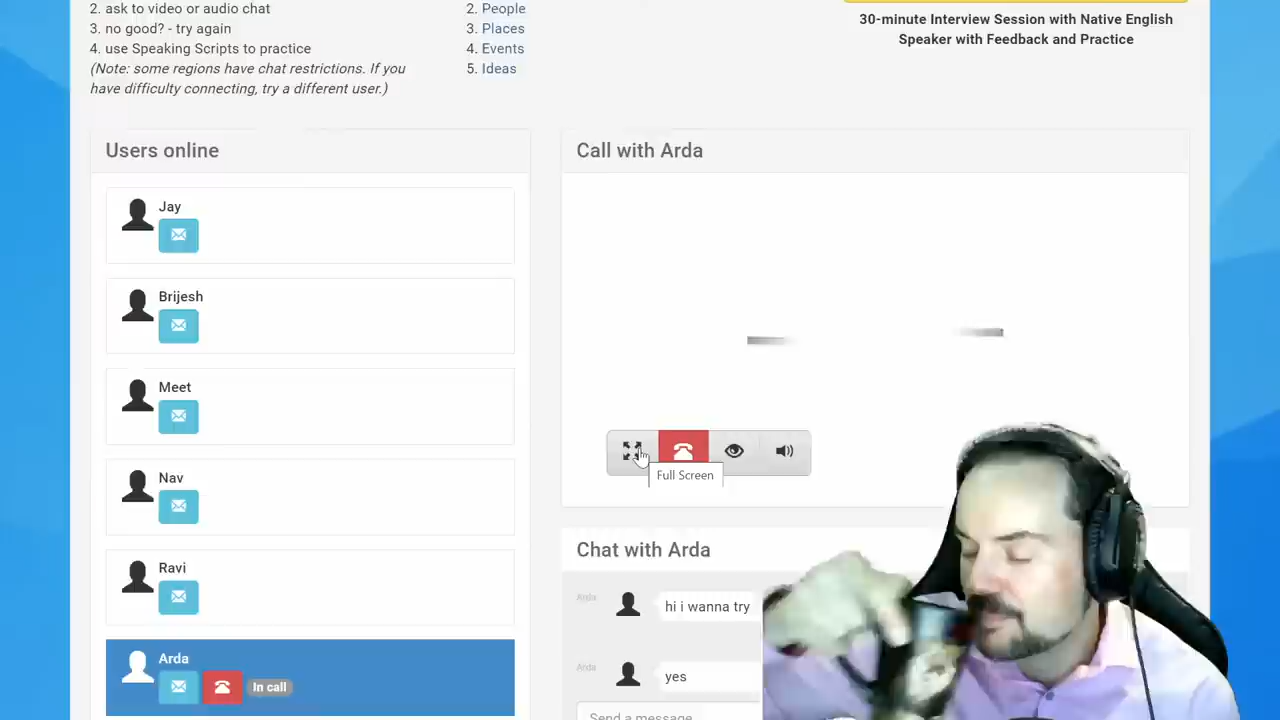 2. ask to video or audio chat
3. no good? - try again
4. use Speaking Scripts to practice
(Note: some regions have chat restrictions. If you
have difficulty connecting, try a different user.)
2. People
3. Places
4. Events
5. Ideas
30-minute Interview Session with Native English
Speaker with Feedback and Practice
Users online
Jay
Brijesh
Meet
Nav
Ravi
Arda
In call
Call with Arda
Full Screen
Chat with Arda
Arda
hi i wanna try
Arda
yes
Send a message